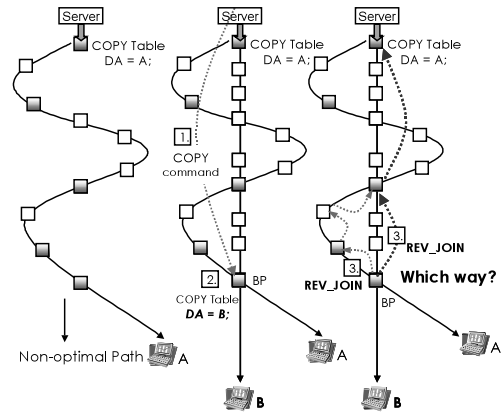 Server
COPY Table
DA = A;
Non-optimal Path
A
Server
COPY Table
DA = A;
1.
COPY
command
2.
BP
COPY Table
DA = B;
A
B
Server
COPY Table
DA = A;
3.
REV_JOIN
3.
REV_JOIN
Which way?
BP
A
B